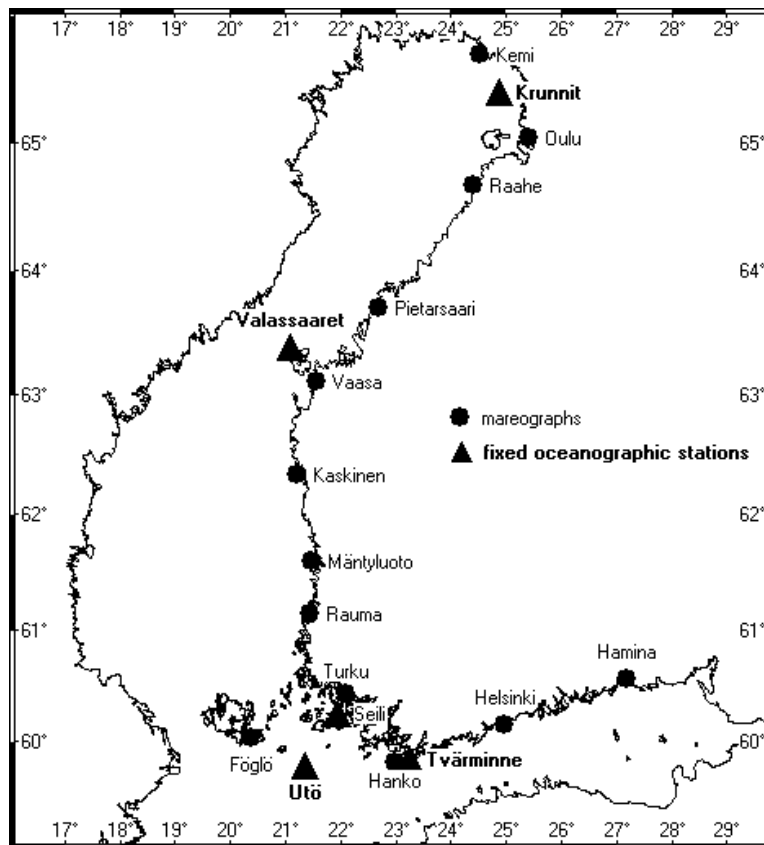 17° 18° 19° 20° 21° 22° 23° 24° 25° 26° 27° 28° 29°
Kemi
Krunnit
65° 65°
Oulu
Raahe
64° 64°
Pietarsaari
Valassaaret
63° 63°
Vaasa
mareographs
fixed oceanographic stations
Kaskinen
62° 62°
Mäntyluoto
Rauma
61° 61°
Hamina
Turku
Helsinki
Seili
60° 60°
Föglö
Utö
Hanko
Tvärminne
17° 18° 19° 20° 21° 22° 23° 24° 25° 26° 27° 28° 29°